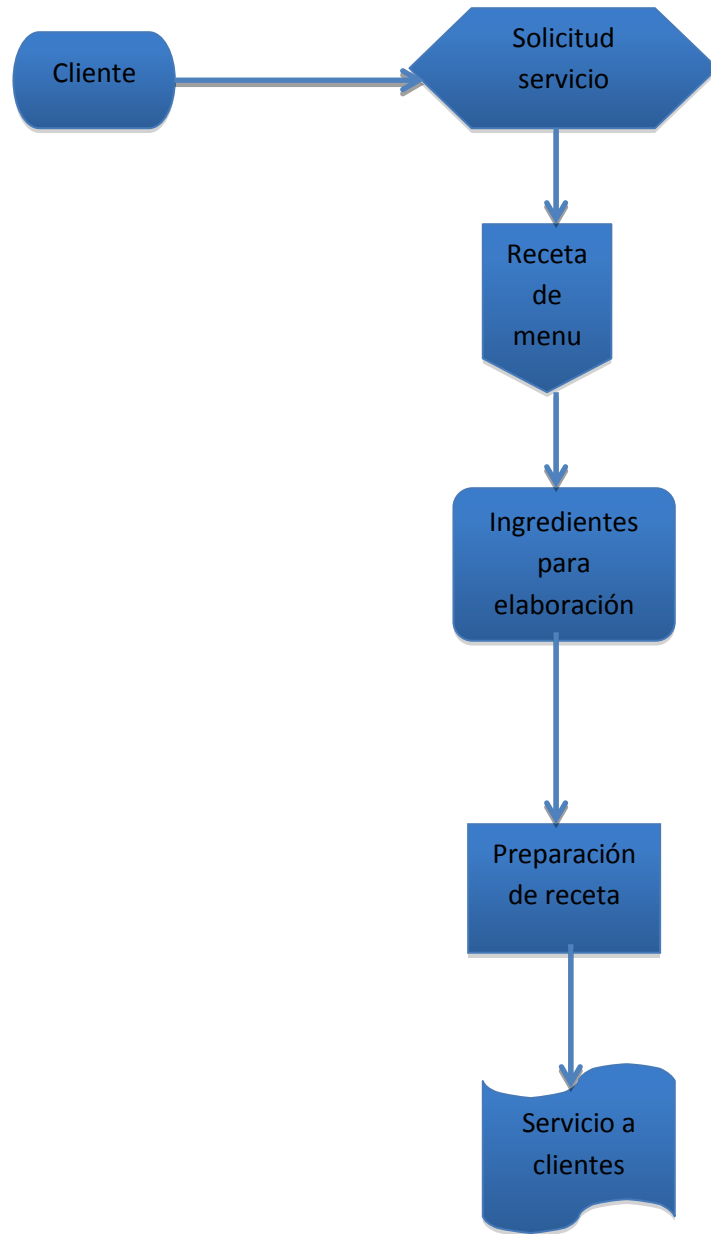 Cliente
Solicitud
servicio
Receta
de
menu
Ingredientes
para
elaboración
Preparación
de receta
Servicio a
clientes